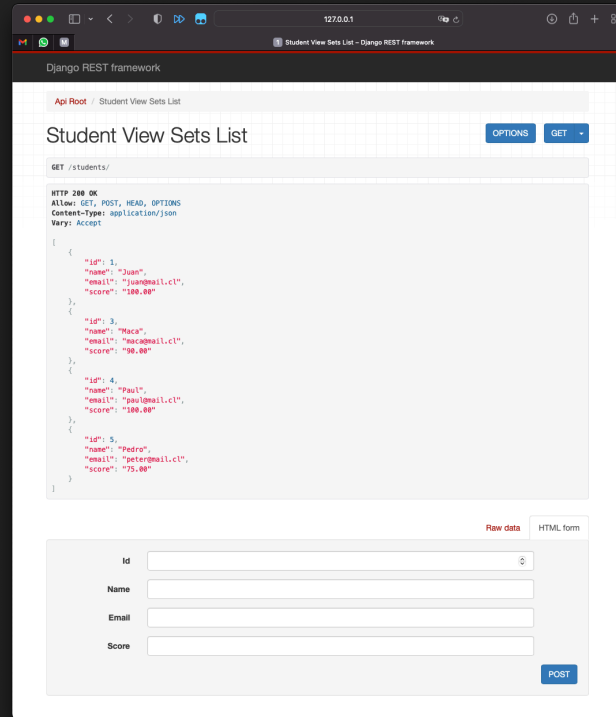 127.0.0.1
M
1 Student View Sets List – Django REST framework
Django REST framework
Api Root / Student View Sets List
Student View Sets List
OPTIONS
GET
GET /students/
HTTP 200 OK
Allow: GET, POST, HEAD, OPTIONS
Content-Type: application/json
Vary: Accept
[
{
"id": 1,
"name": "Juan",
"email": "juan@mail.cl",
"score": "100.00"
},
{
"id": 3,
"name": "Maca",
"email": "maca@mail.cl",
"score": "90.00"
},
{
"id": 4,
"name": "Paul",
"email": "paul@mail.cl",
"score": "100.00"
},
{
"id": 5,
"name": "Pedro",
"email": "peter@mail.cl",
"score": "75.00"
}
]
Raw data
HTML form
Id
Name
Email
Score
POST